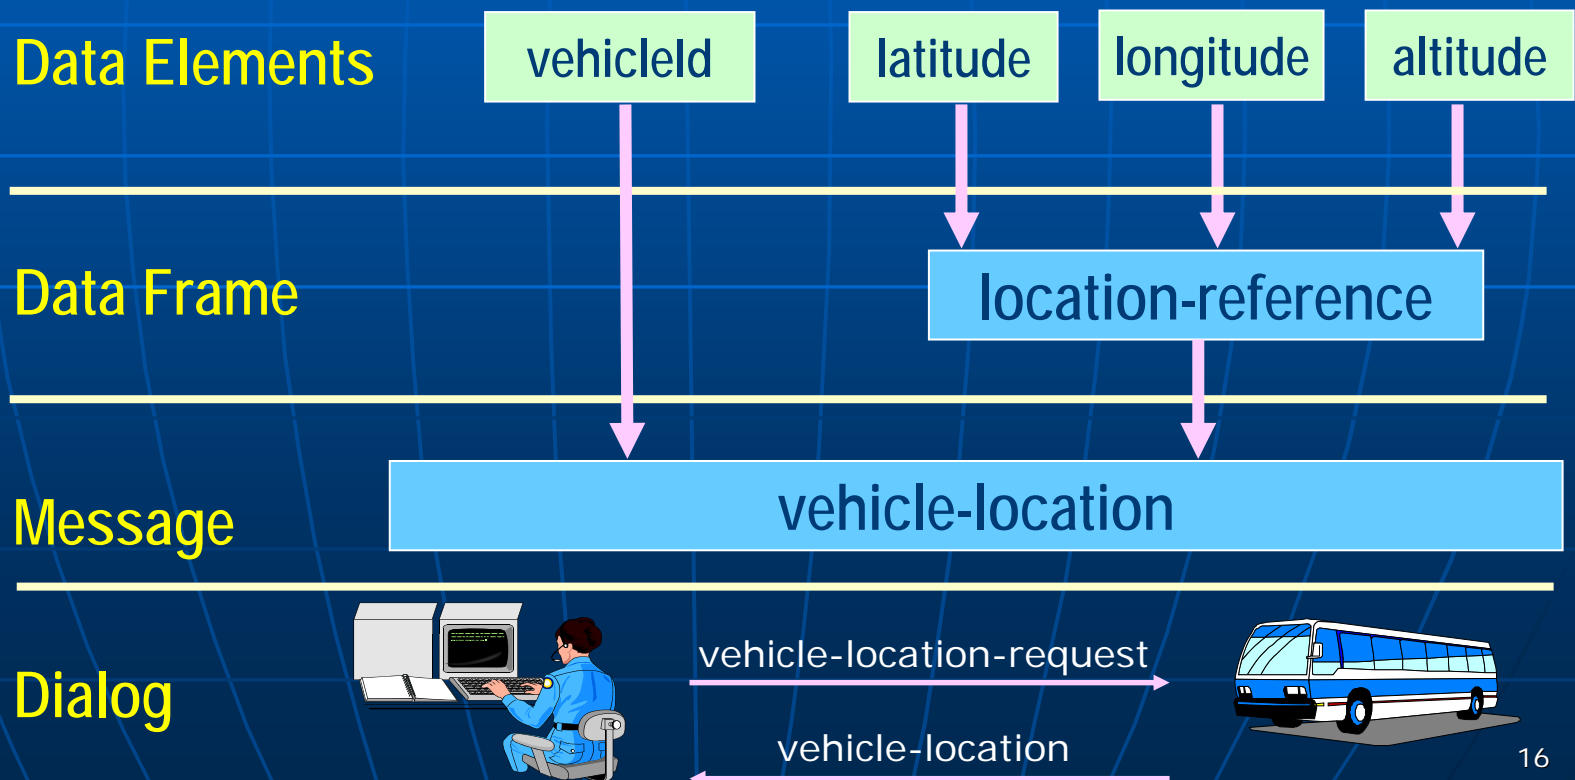 Data Elements
vehicleId
latitude
longitude
altitude
Data Frame
location-reference
Message
vehicle-location
Dialog
vehicle-location-request
vehicle-location
16